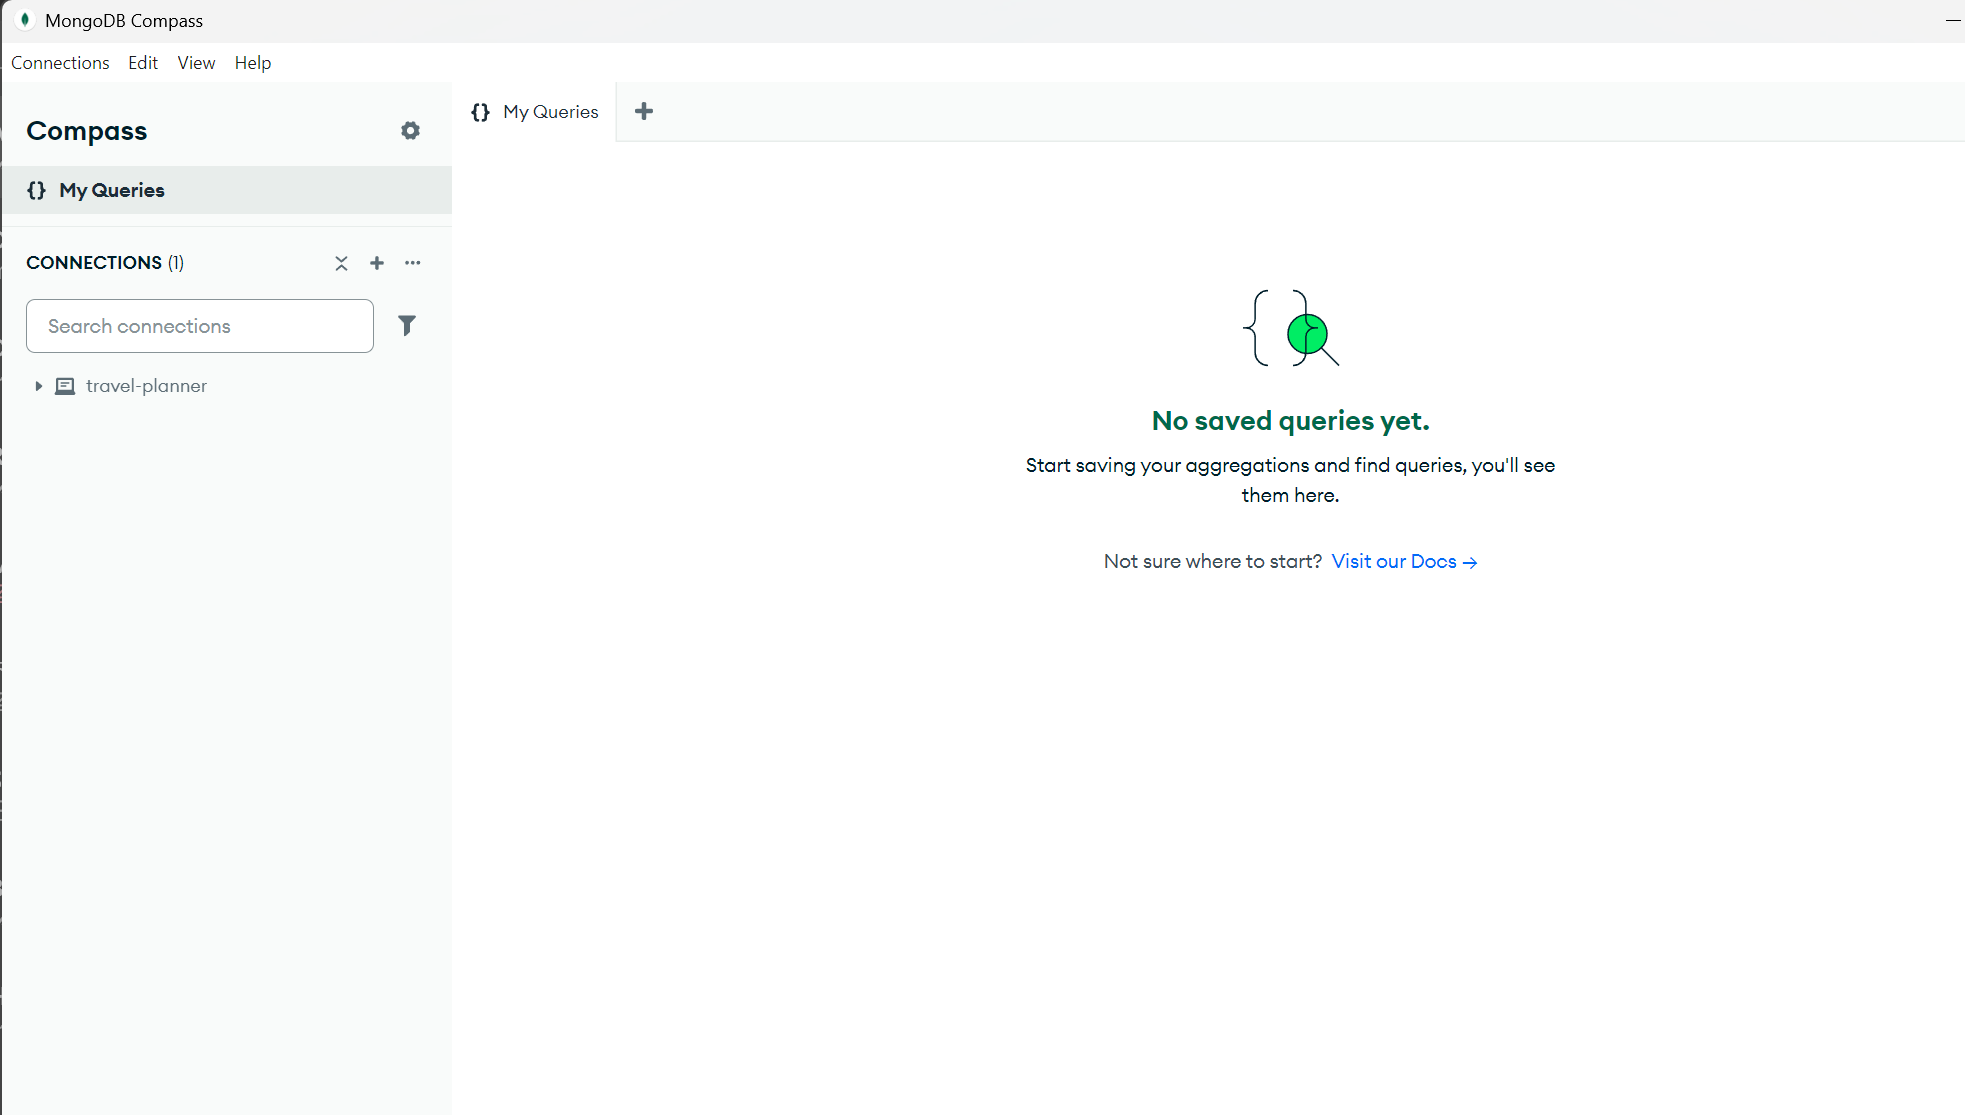 MongoDB Compass
Connections Edit View Help
Compass
{} My Queries
CONNECTIONS (1)
Search connections
travel-planner
{} My Queries
No saved queries yet.
Start saving your aggregations and find queries, you'll see
them here.
Not sure where to start? Visit our Docs →